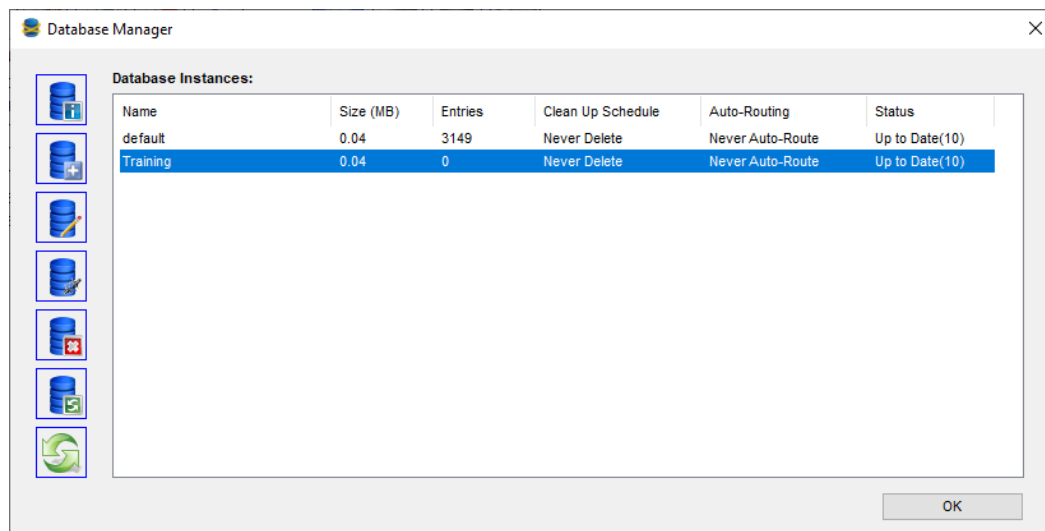 Database Manager
Database Instances:
Name Size (MB) Entries Clean Up Schedule Auto-Routing Status
default 0.04 3149 Never Delete Never Auto-Route Up to Date(10)
Training 0.04 0 Never Delete Never Auto-Route Up to Date(10)
OK